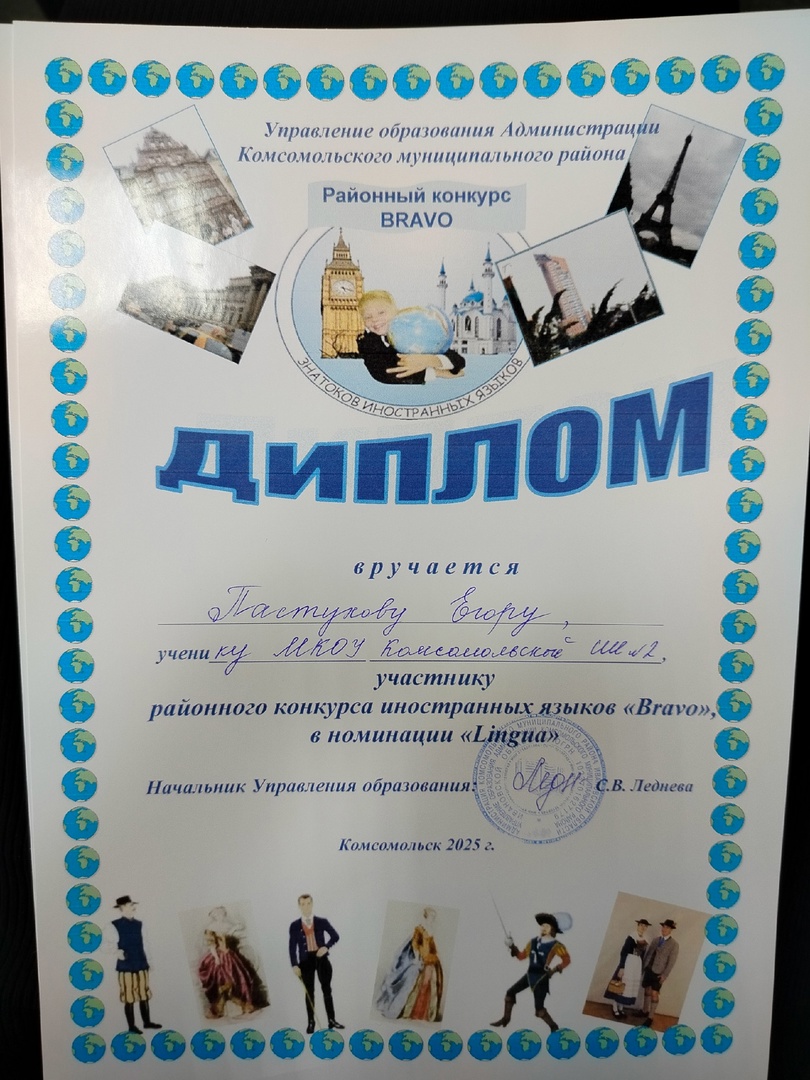 Управление образования Администрации
Комсомольского муниципального района
Районный конкурс
BRAVO
ЗНАТОКОВ ИНОСТРАННЫХ ЯЗЫКОВ
ДИПЛОМ
вручается
Пастухову Егору,
ученику МКОУ Комсомольской СШ №2,
участнику
районного конкурса иностранных языков «Bravo»,
в номинации «Lingua»
Начальник Управления образования: С.В. Леднева
Комсомольск 2025 г.